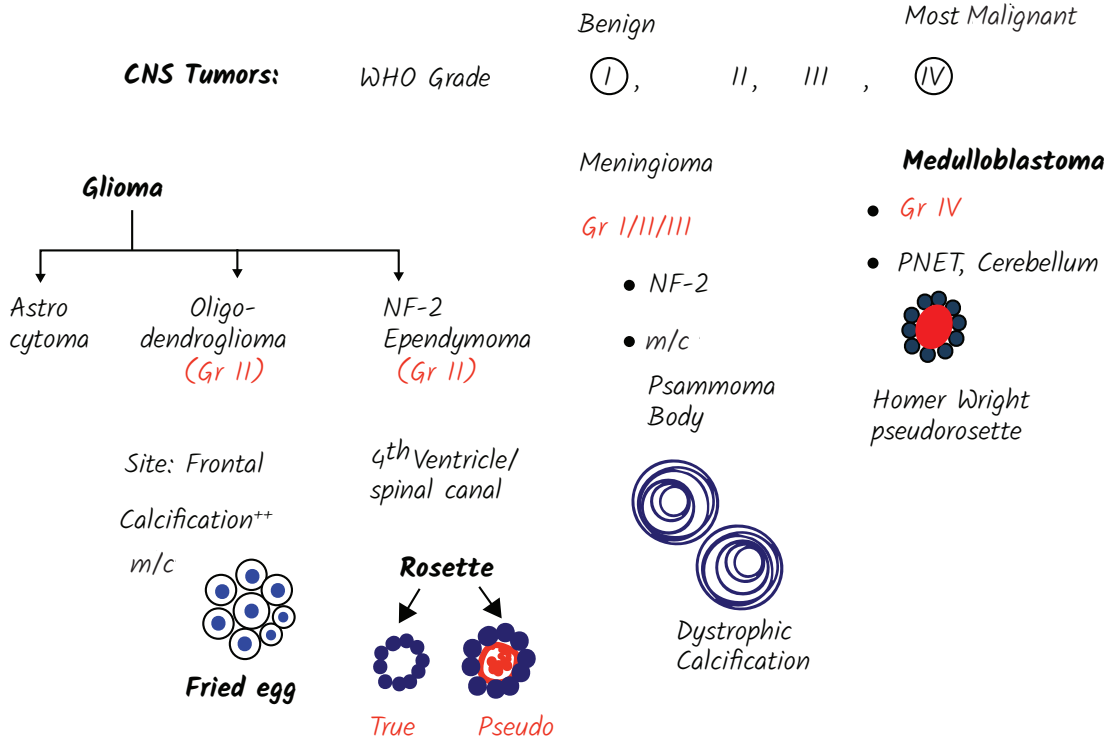 Benign
Most Malignant
CNS Tumors:
WHO Grade
I, II, III, IV
Glioma
Astro
cytoma
Oligo-
dendroglioma
(Gr II)
NF-2
Ependymoma
(Gr II)
Site: Frontal
Calcification++
m/c
Fried egg
4th Ventricle/
spinal canal
Rosette
True
Pseudo
Meningioma
Gr I/II/III
• NF-2
• m/c
Psammoma
Body
Dystrophic
Calcification
Medulloblastoma
• Gr IV
• PNET, Cerebellum
Homer Wright
pseudorosette